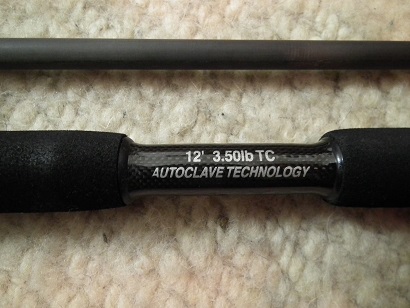 12' 3.50lb TC
AUTOCLAVE TECHNOLOGY